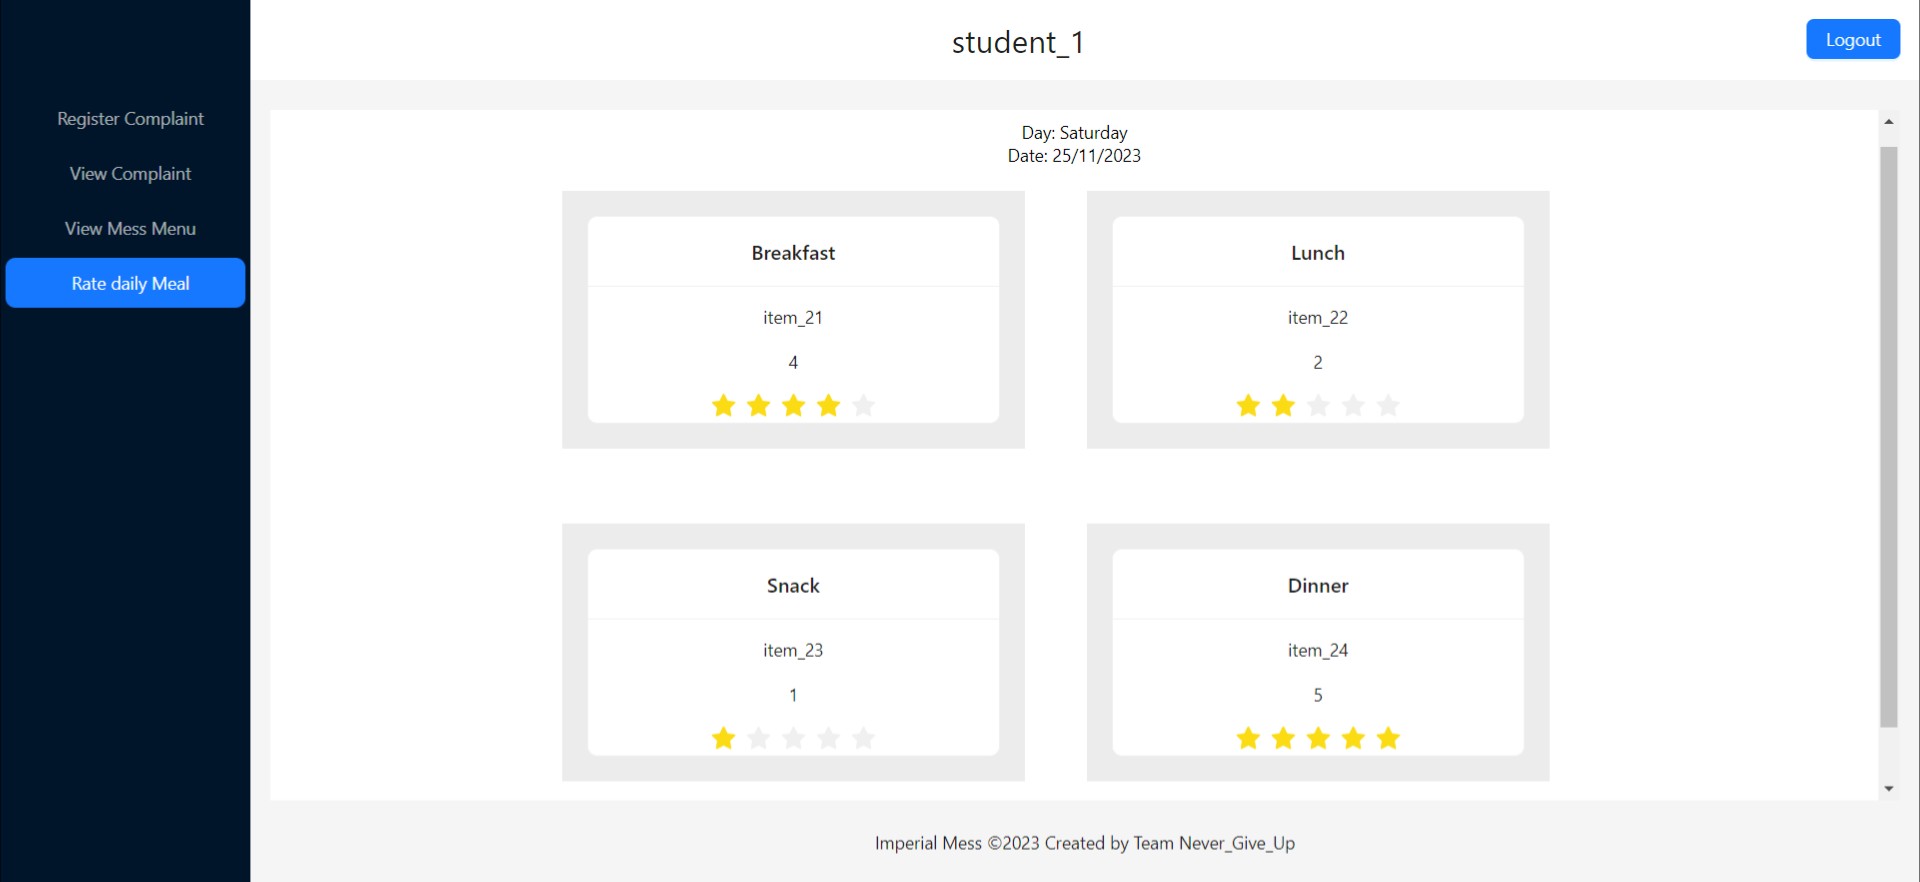 student_1
Logout
Register Complaint
View Complaint
View Mess Menu
Rate daily Meal
Day: Saturday
Date: 25/11/2023
Breakfast
item_21
4
Lunch
item_22
2
Snack
item_23
1
Dinner
item_24
5
Imperial Mess ©2023 Created by Team Never_Give_Up